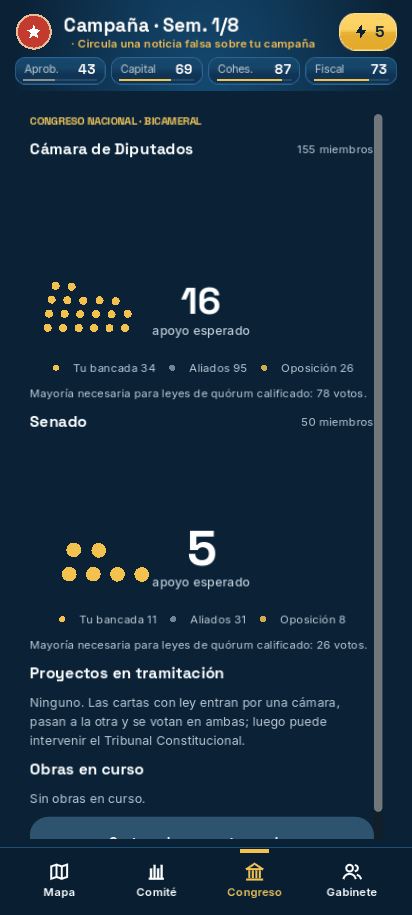 Campaña · Sem. 1/8
· Circula una noticia falsa sobre tu campaña
5
Aprob. 43
Capital 69
Cohes. 87
Fiscal 73
CONGRESO NACIONAL · BICAMERAL
Cámara de Diputados 155 miembros
16
apoyo esperado
Tu bancada 34 Aliados 95 Oposición 26
Mayoría necesaria para leyes de quórum calificado: 78 votos.
Senado 50 miembros
5
apoyo esperado
Tu bancada 11 Aliados 31 Oposición 8
Mayoría necesaria para leyes de quórum calificado: 26 votos.
Proyectos en tramitación
Ninguno. Las cartas con ley entran por una cámara,
pasan a la otra y se votan en ambas; luego puede
intervenir el Tribunal Constitucional.
Obras en curso
Sin obras en curso.
Mapa
Comité
Congreso
Gabinete